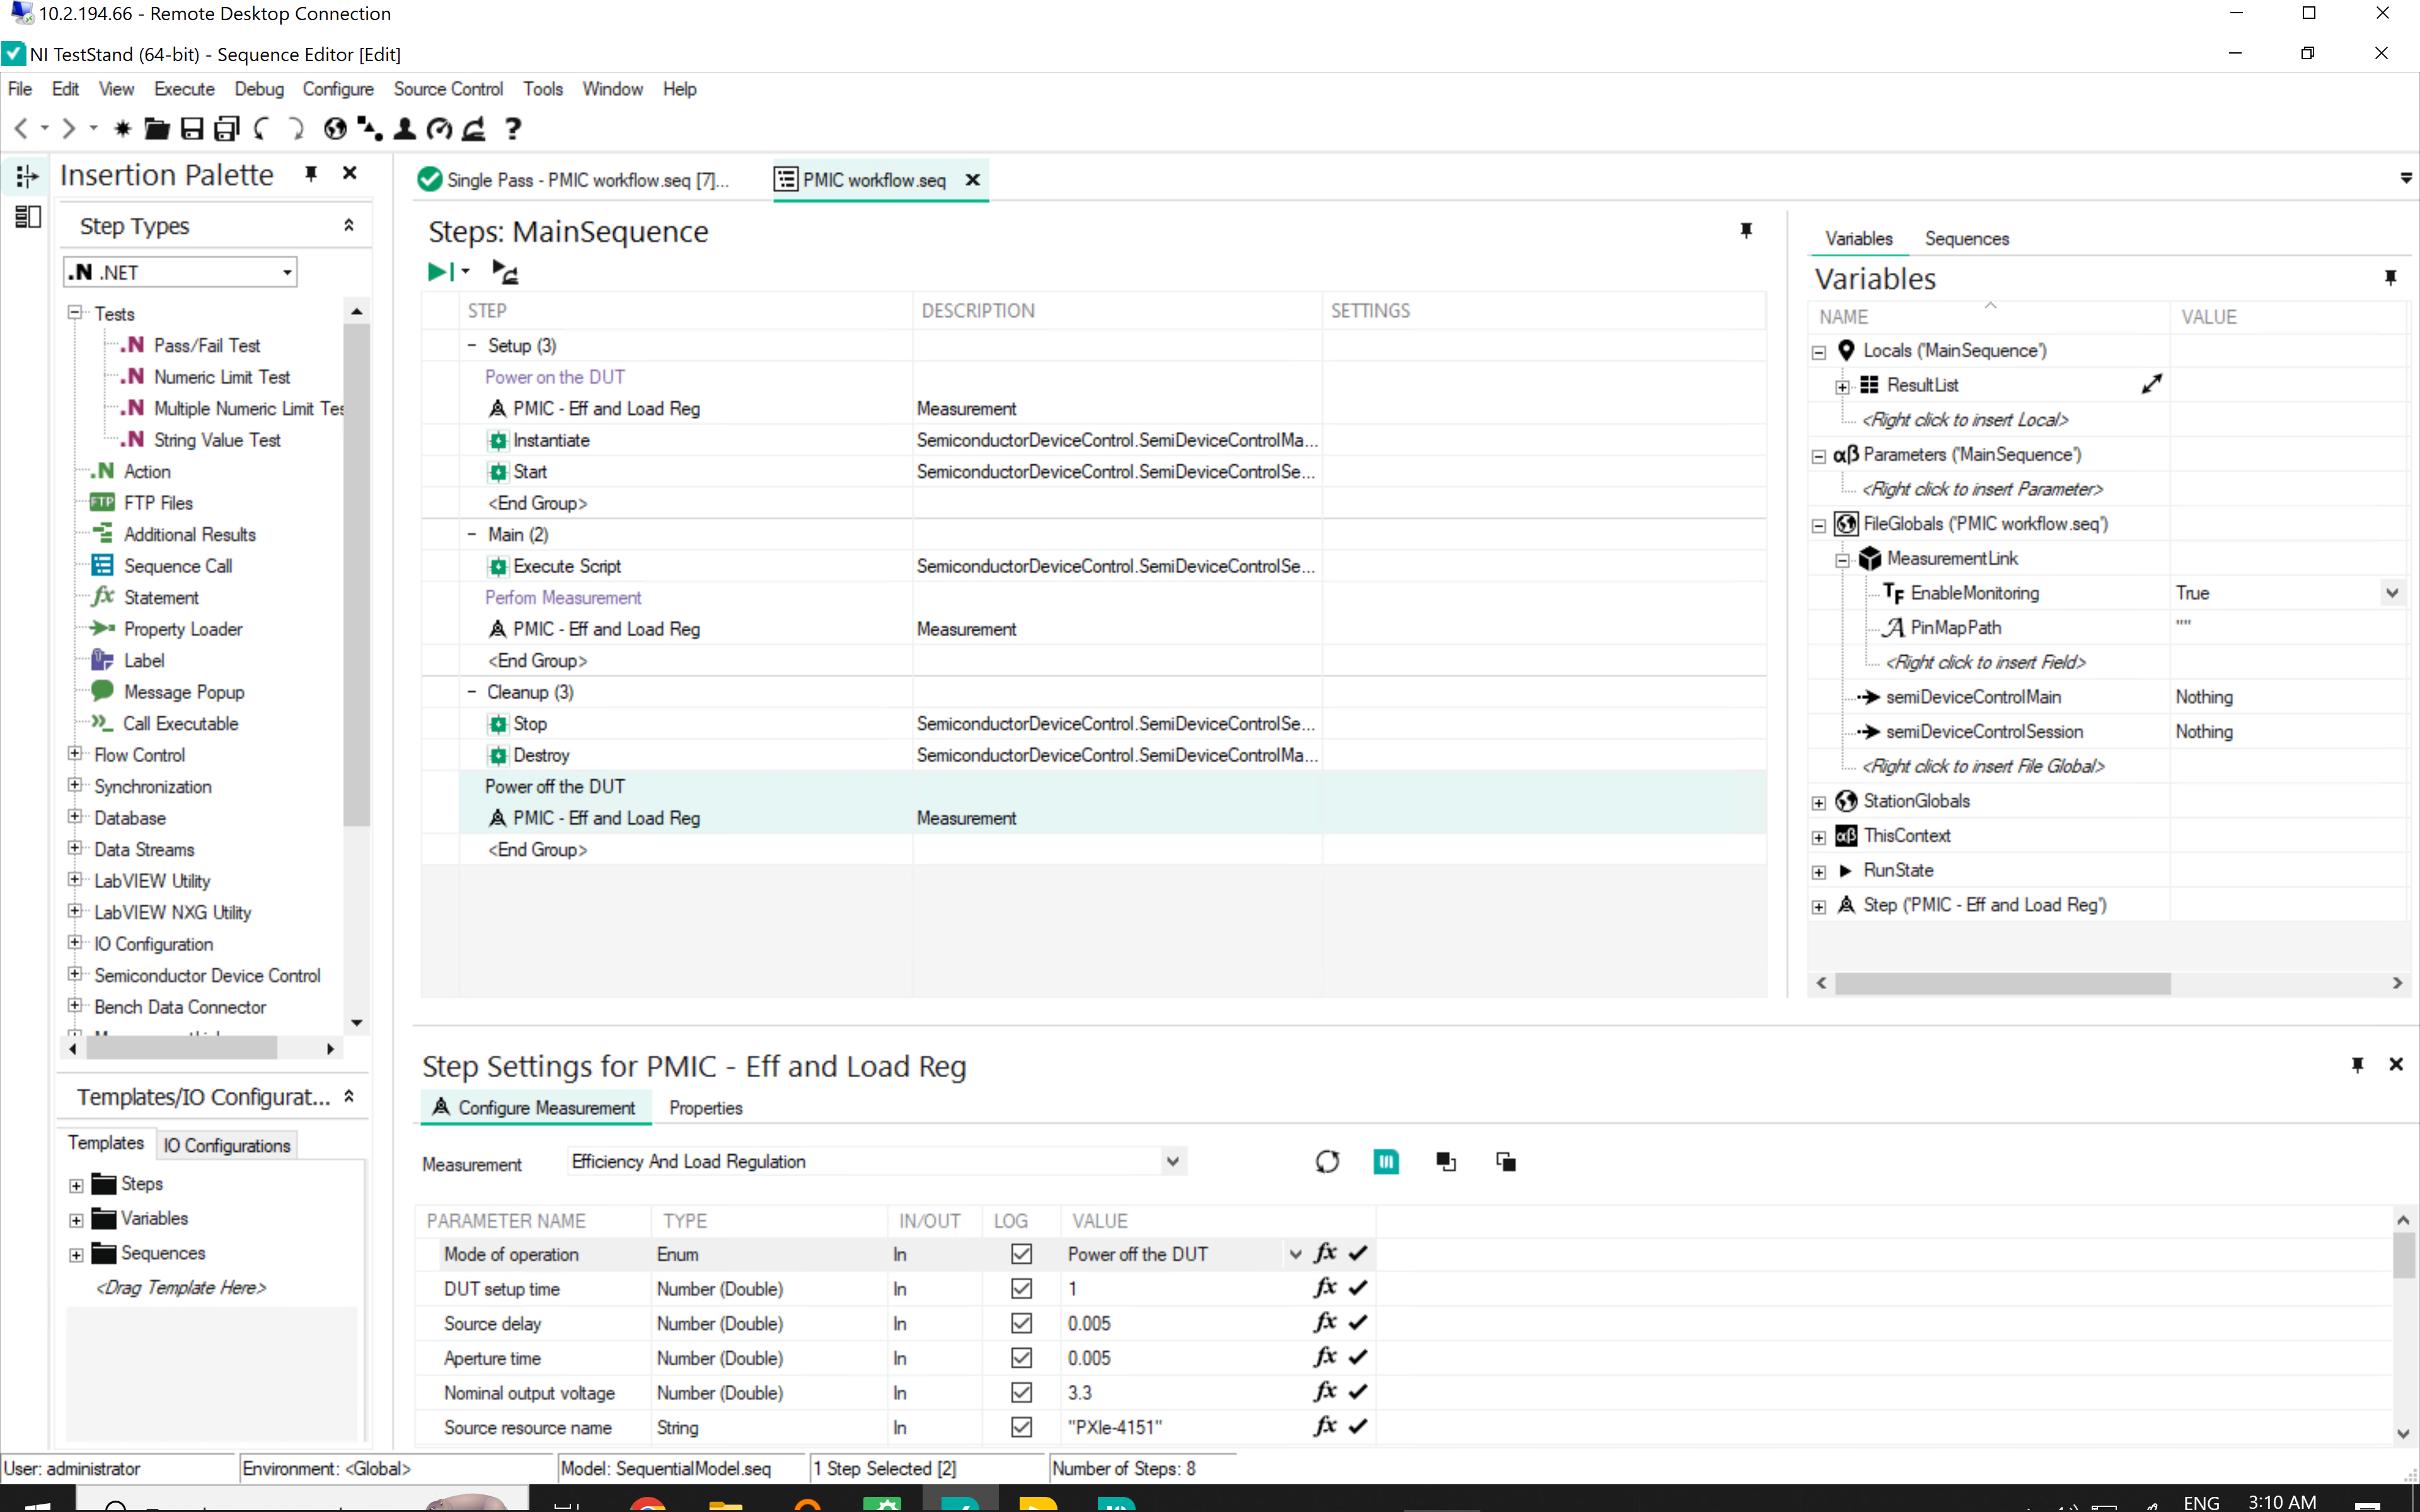 10.2.194.66 - Remote Desktop Connection
NI TestStand (64-bit) - Sequence Editor [Edit]
File Edit View Execute Debug Configure Source Control Tools Window Help
Insertion Palette
Step Types
.N .NET
Tests
.N Pass/Fail Test
.N Numeric Limit Test
.N Multiple Numeric Limit Tes
.N String Value Test
.N Action
FTP FTP Files
Additional Results
Sequence Call
fx Statement
Property Loader
Label
Message Popup
Call Executable
Flow Control
Synchronization
Database
Data Streams
LabVIEW Utility
LabVIEW NXG Utility
IO Configuration
Semiconductor Device Control
Bench Data Connector
Templates/IO Configurat...
Templates IO Configurations
Steps
Variables
Sequences
<Drag Template Here>
Single Pass - PMIC workflow.seq [7]... PMIC workflow.seq
Steps: MainSequence
STEP DESCRIPTION SETTINGS
- Setup (3)
Power on the DUT
PMIC - Eff and Load Reg Measurement
Instantiate SemiconductorDeviceControl.SemiDeviceControlMa...
Start SemiconductorDeviceControl.SemiDeviceControlSe...
<End Group>
- Main (2)
Execute Script SemiconductorDeviceControl.SemiDeviceControlSe...
Perfom Measurement
PMIC - Eff and Load Reg Measurement
<End Group>
- Cleanup (3)
Stop SemiconductorDeviceControl.SemiDeviceControlSe...
Destroy SemiconductorDeviceControl.SemiDeviceControlMa...
Power off the DUT
PMIC - Eff and Load Reg Measurement
<End Group>
Variables Sequences
Variables
NAME VALUE
Locals ('MainSequence')
ResultList
<Right click to insert Local>
αβ Parameters ('MainSequence')
<Right click to insert Parameter>
FileGlobals ('PMIC workflow.seq')
MeasurementLink
TF EnableMonitoring True
A PinMapPath ""
<Right click to insert Field>
semiDeviceControlMain Nothing
semiDeviceControlSession Nothing
<Right click to insert File Global>
StationGlobals
αβ ThisContext
RunState
Step ('PMIC - Eff and Load Reg')
Step Settings for PMIC - Eff and Load Reg
Configure Measurement Properties
Measurement Efficiency And Load Regulation
PARAMETER NAME TYPE IN/OUT LOG VALUE
Mode of operation Enum In Power off the DUT fx
DUT setup time Number (Double) In 1 fx
Source delay Number (Double) In 0.005 fx
Aperture time Number (Double) In 0.005 fx
Nominal output voltage Number (Double) In 3.3 fx
Source resource name String In "PXIe-4151" fx
User: administrator Environment: <Global> Model: SequentialModel.seq 1 Step Selected [2] Number of Steps: 8
ENG 3:10 AM